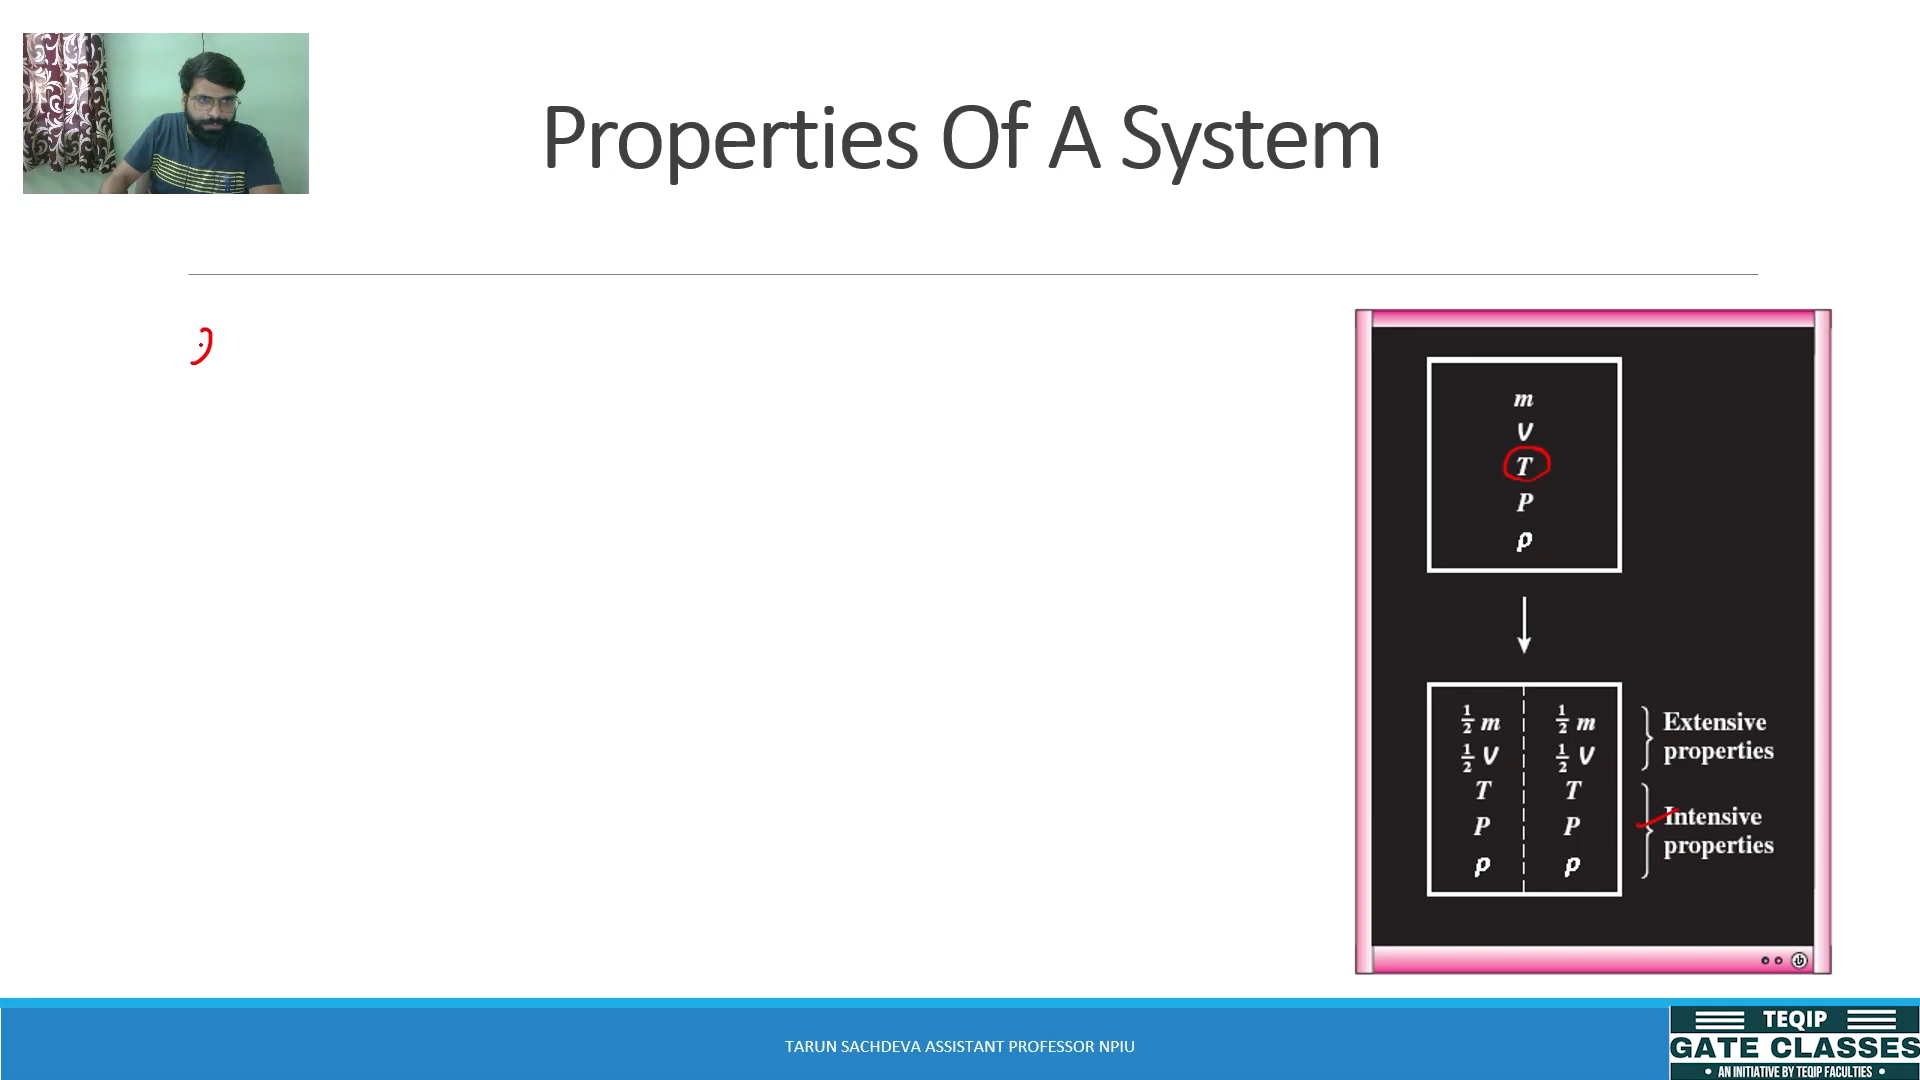 Properties Of A System
m
V
T
P
ρ
1/2 m 1/2 m
1/2 V 1/2 V
T T
P P
ρ ρ
Extensive
properties
Intensive
properties
TARUN SACHDEVA ASSISTANT PROFESSOR NPIU
TEQIP
GATE CLASSES
• AN INITIATIVE BY TEQIP FACULTIES •